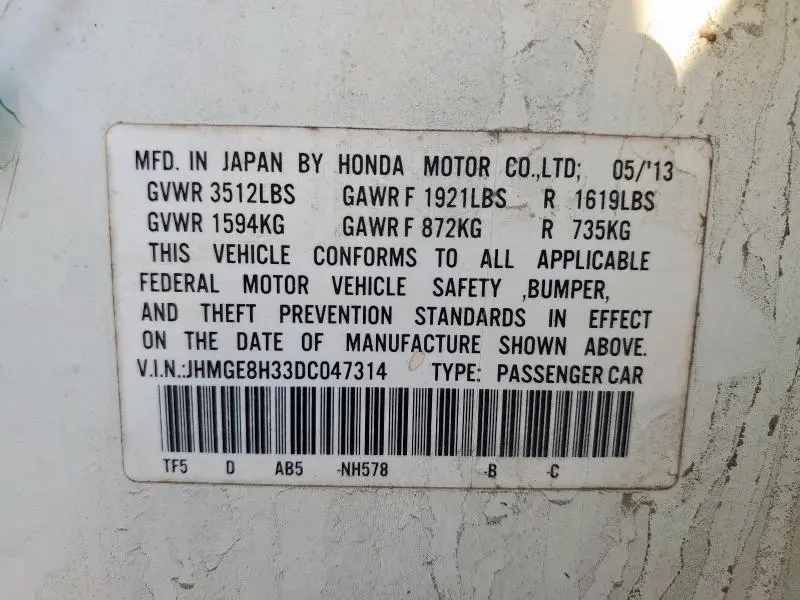 MFD. IN JAPAN BY HONDA MOTOR CO.,LTD; 05/'13
GVWR 3512LBS GAWR F 1921LBS R 1619LBS
GVWR 1594KG GAWR F 872KG R 735KG
THIS VEHICLE CONFORMS TO ALL APPLICABLE
FEDERAL MOTOR VEHICLE SAFETY ,BUMPER,
AND THEFT PREVENTION STANDARDS IN EFFECT
ON THE DATE OF MANUFACTURE SHOWN ABOVE.
V.I.N.:JHMGE8H33DC047314 TYPE: PASSENGER CAR
TF5 D AB5 -NH578 -B -C